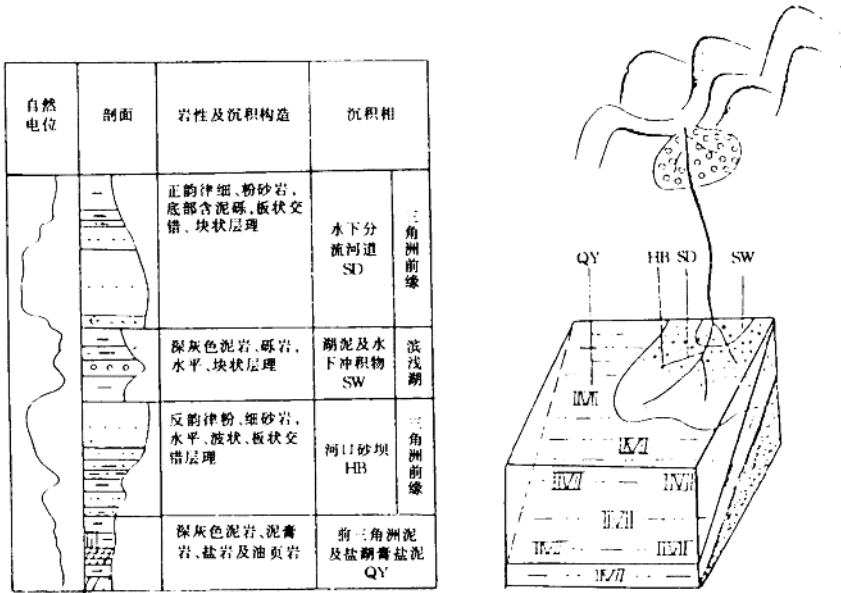 自然
电位
剖面
岩性及沉积构造
沉积相
正韵律细、粉砂岩,
底部含泥砾,板状交
错、块状层理
水下分
流河道
SD
三角洲前缘
深灰色泥岩、砾岩,
水平、块状层理
湖泥及水
下冲积物
SW
滨浅湖
反韵律粉、细砂岩,
水平、波状、板状交
错层理
河口砂坝
HB
三角洲前缘
深灰色泥岩、泥膏
岩、盐岩及油页岩
前三角洲泥
及盐湖膏盐泥
QY
QY
HB
SD
SW